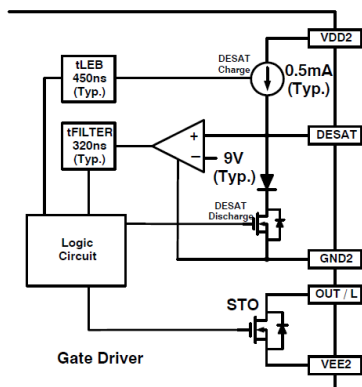 VDD2
tLEB
450ns
(Typ.)
DESAT
Charge
0.5mA
(Typ.)
tFILTER
320ns
(Typ.)
+
DESAT
−
9V
(Typ.)
DESAT
Discharge
Logic
Circuit
GND2
OUT / L
STO
Gate Driver
VEE2